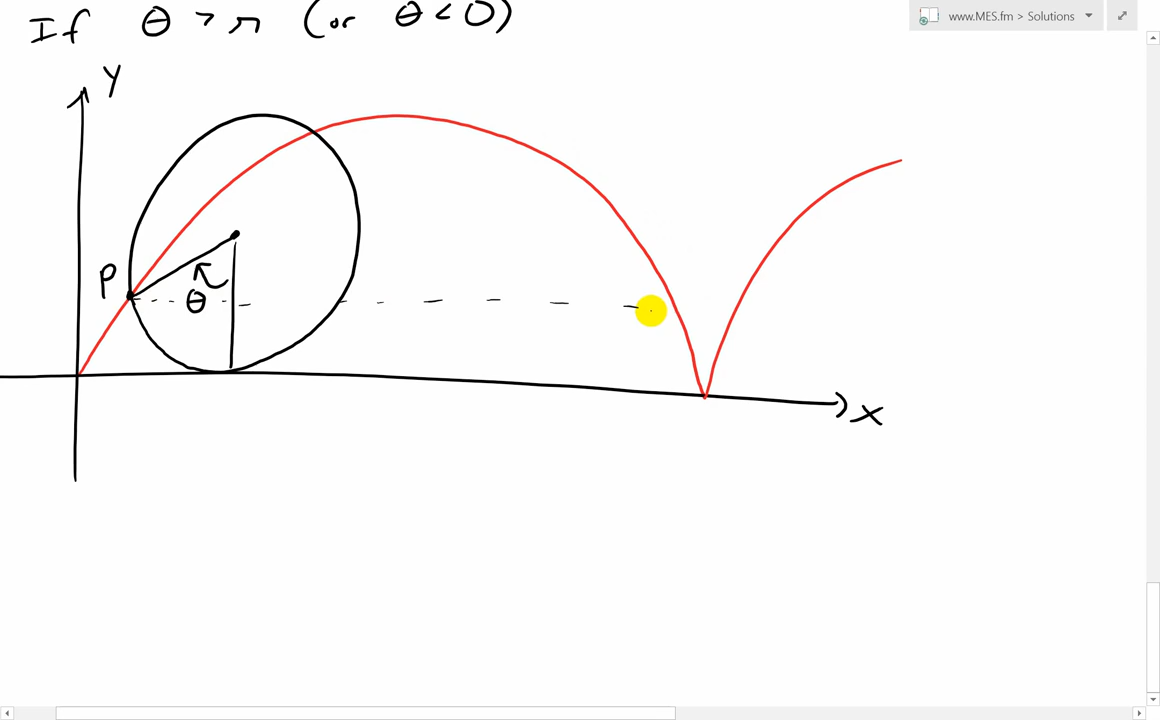 If θ > π (or θ < 0)
www.MES.fm > Solutions
Y
P
θ
X